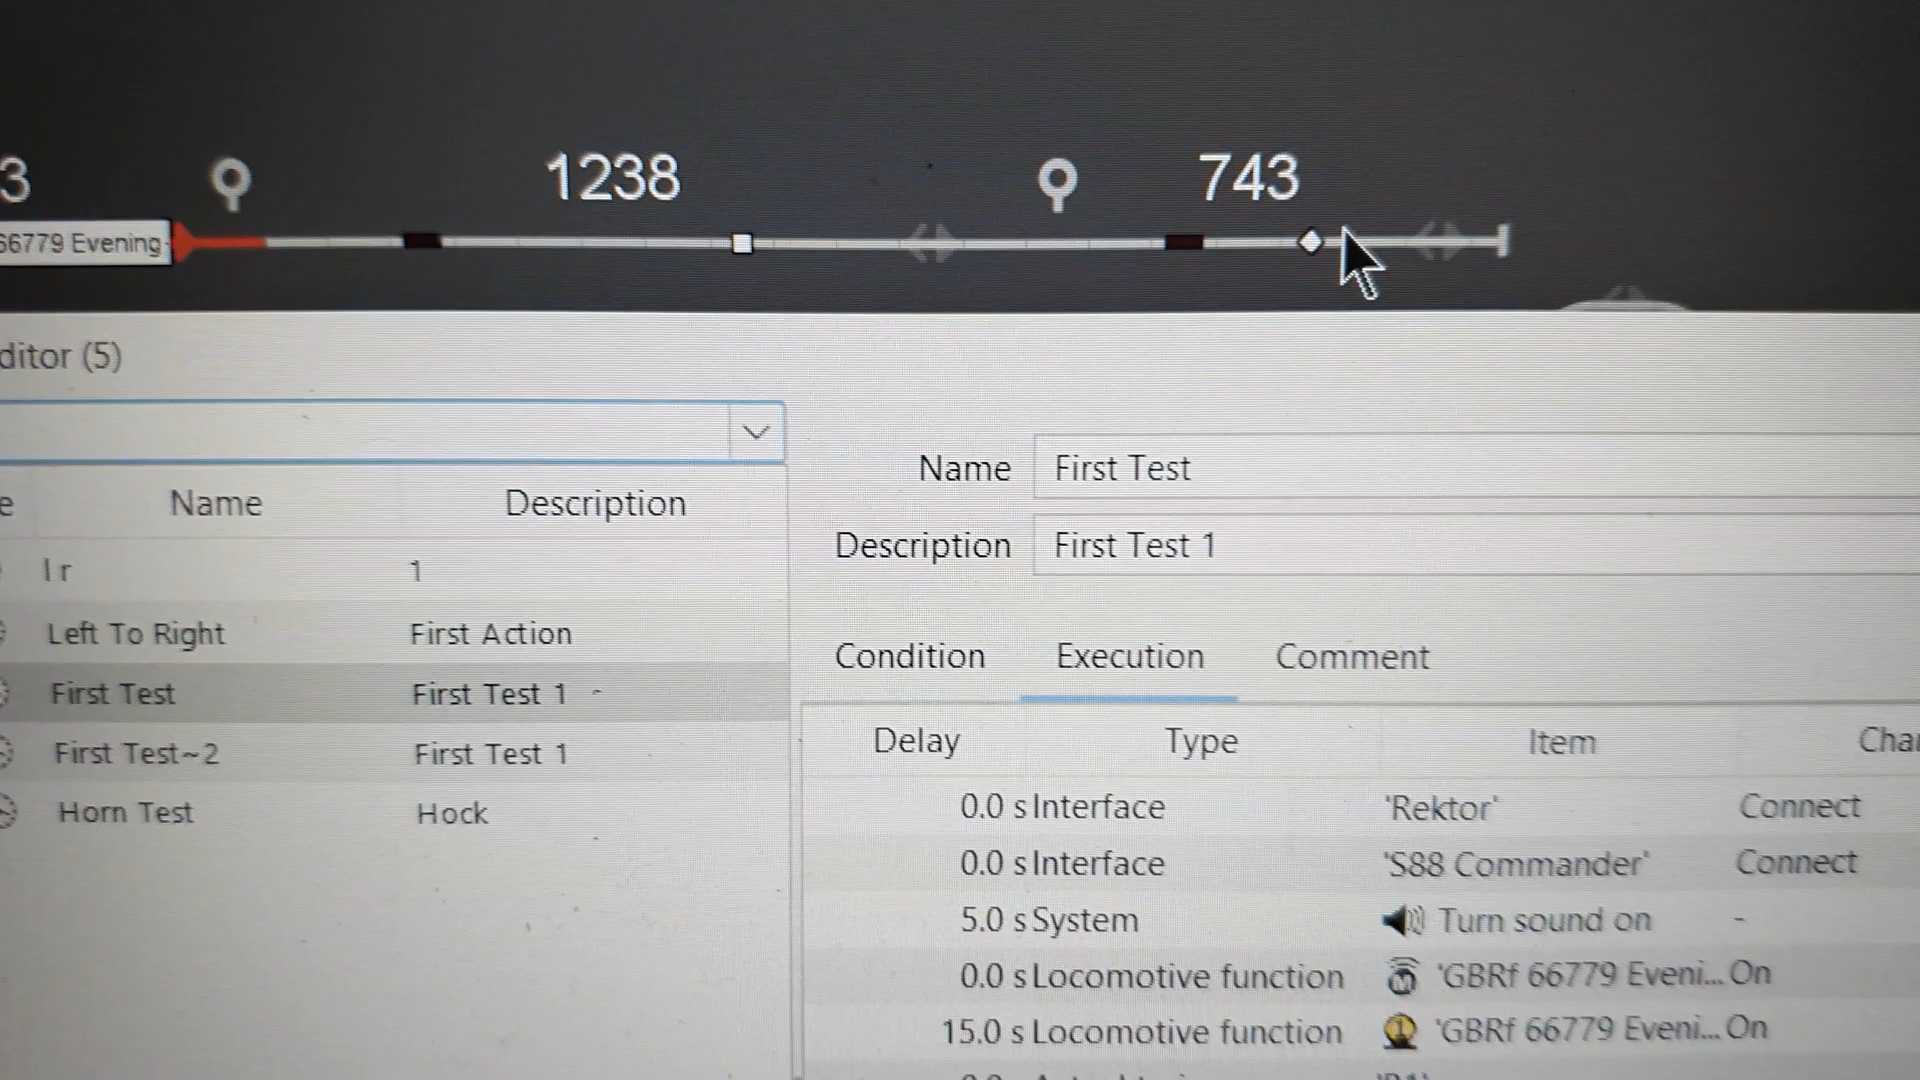 3 1238 743
66779 Evening
ditor (5)
Name Description
Name First Test
Description First Test 1
l r 1
Left To Right First Action
First Test First Test 1
First Test~2 First Test 1
Horn Test Hock
Condition Execution Comment
Delay Type Item Cha
0.0 s Interface 'Rektor' Connect
0.0 s Interface 'S88 Commander' Connect
5.0 s System Turn sound on -
0.0 s Locomotive function 'GBRf 66779 Eveni... On
15.0 s Locomotive function 'GBRf 66779 Eveni... On